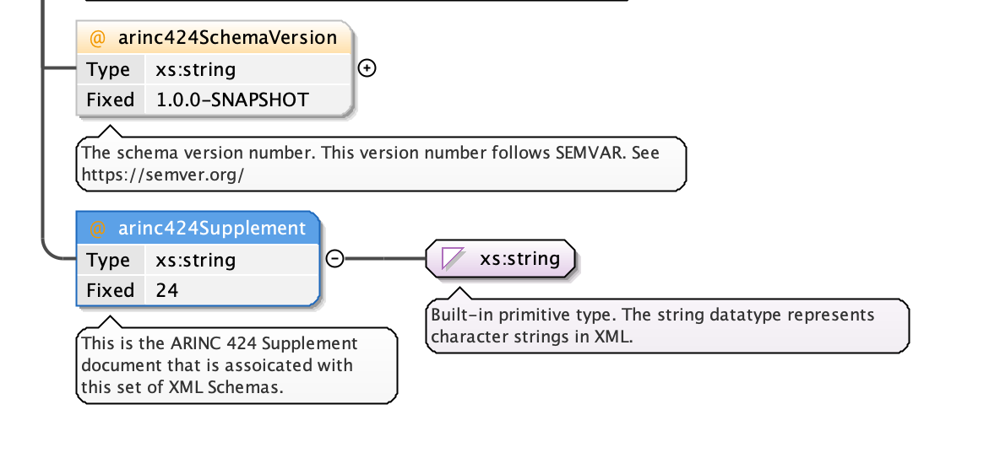 @ arinc424SchemaVersion
Type xs:string
Fixed 1.0.0-SNAPSHOT
The schema version number. This version number follows SEMVAR. See
https://semver.org/
@ arinc424Supplement
Type xs:string
Fixed 24
xs:string
Built-in primitive type. The string datatype represents
character strings in XML.
This is the ARINC 424 Supplement
document that is assoicated with
this set of XML Schemas.